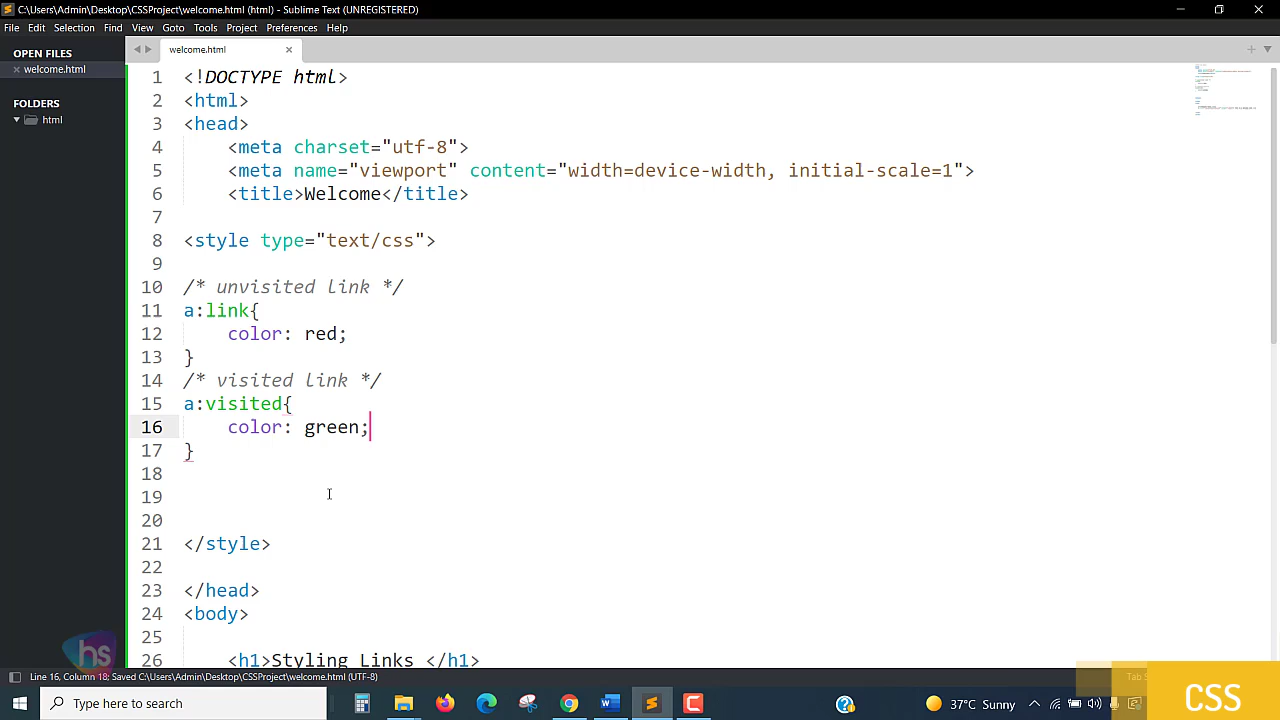 C:\Users\Admin\Desktop\CSSProject\welcome.html (html) - Sublime Text (UNREGISTERED)
File Edit Selection Find View Goto Tools Project Preferences Help
OPEN FILES
welcome.html
FOLDERS
html
welcome.html
1 <!DOCTYPE html>
2 <html>
3 <head>
4 <meta charset="utf-8">
5 <meta name="viewport" content="width=device-width, initial-scale=1">
6 <title>Welcome</title>
7
8 <style type="text/css">
9
10 /* unvisited link */
11 a:link{
12 color: red;
13 }
14 /* visited link */
15 a:visited{
16 color: green;
17 }
18
19
20
21 </style>
22
23 </head>
24 <body>
25
26 <h1>Styling Links </h1>
hs
Line 16, Column 18; Saved C:\Users\Admin\Desktop\CSSProject\welcome.html (UTF-8)
Type here to search
37°C Sunny
CSS